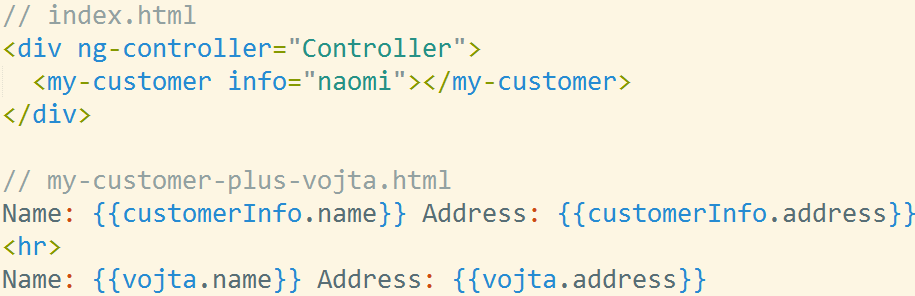 // index.html
<div ng-controller="Controller">
<my-customer info="naomi"></my-customer>
</div>
// my-customer-plus-vojta.html
Name: {{customerInfo.name}} Address: {{customerInfo.address}}
<hr>
Name: {{vojta.name}} Address: {{vojta.address}}